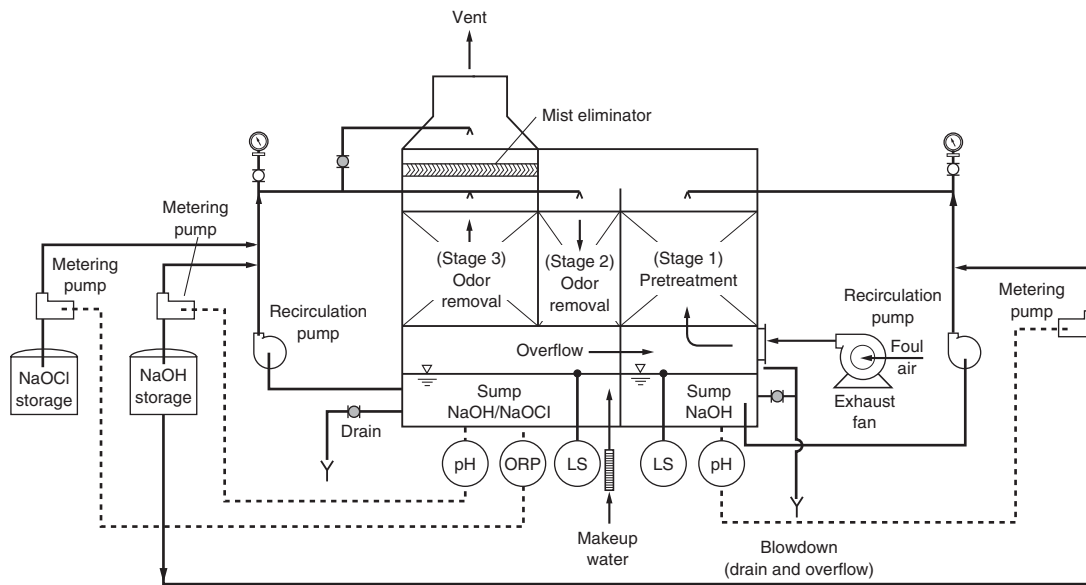 Vent
Mist eliminator
Metering
pump
Metering
pump
(Stage 3)
Odor
removal
(Stage 2)
Odor
removal
(Stage 1)
Pretreatment
Recirculation
pump
Recirculation
pump
Metering
pump
Overflow
Foul
air
NaOCl
storage
NaOH
storage
Sump
NaOH/NaOCl
Sump
NaOH
Exhaust
fan
Drain
pH
ORP
LS
LS
pH
Makeup
water
Blowdown
(drain and overflow)